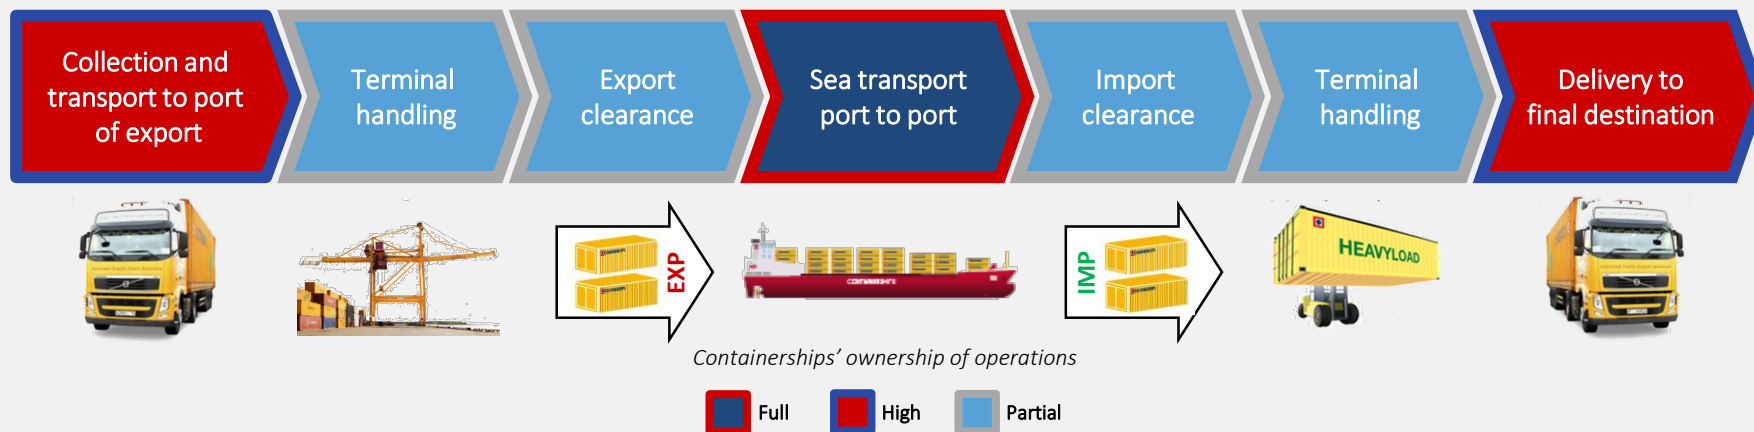 Collection and
transport to port
of export
Terminal
handling
Export
clearance
Sea transport
port to port
Import
clearance
Terminal
handling
Delivery to
final destination
EXP
IMP
HEAVYLOAD
Containerships' ownership of operations
Full
High
Partial